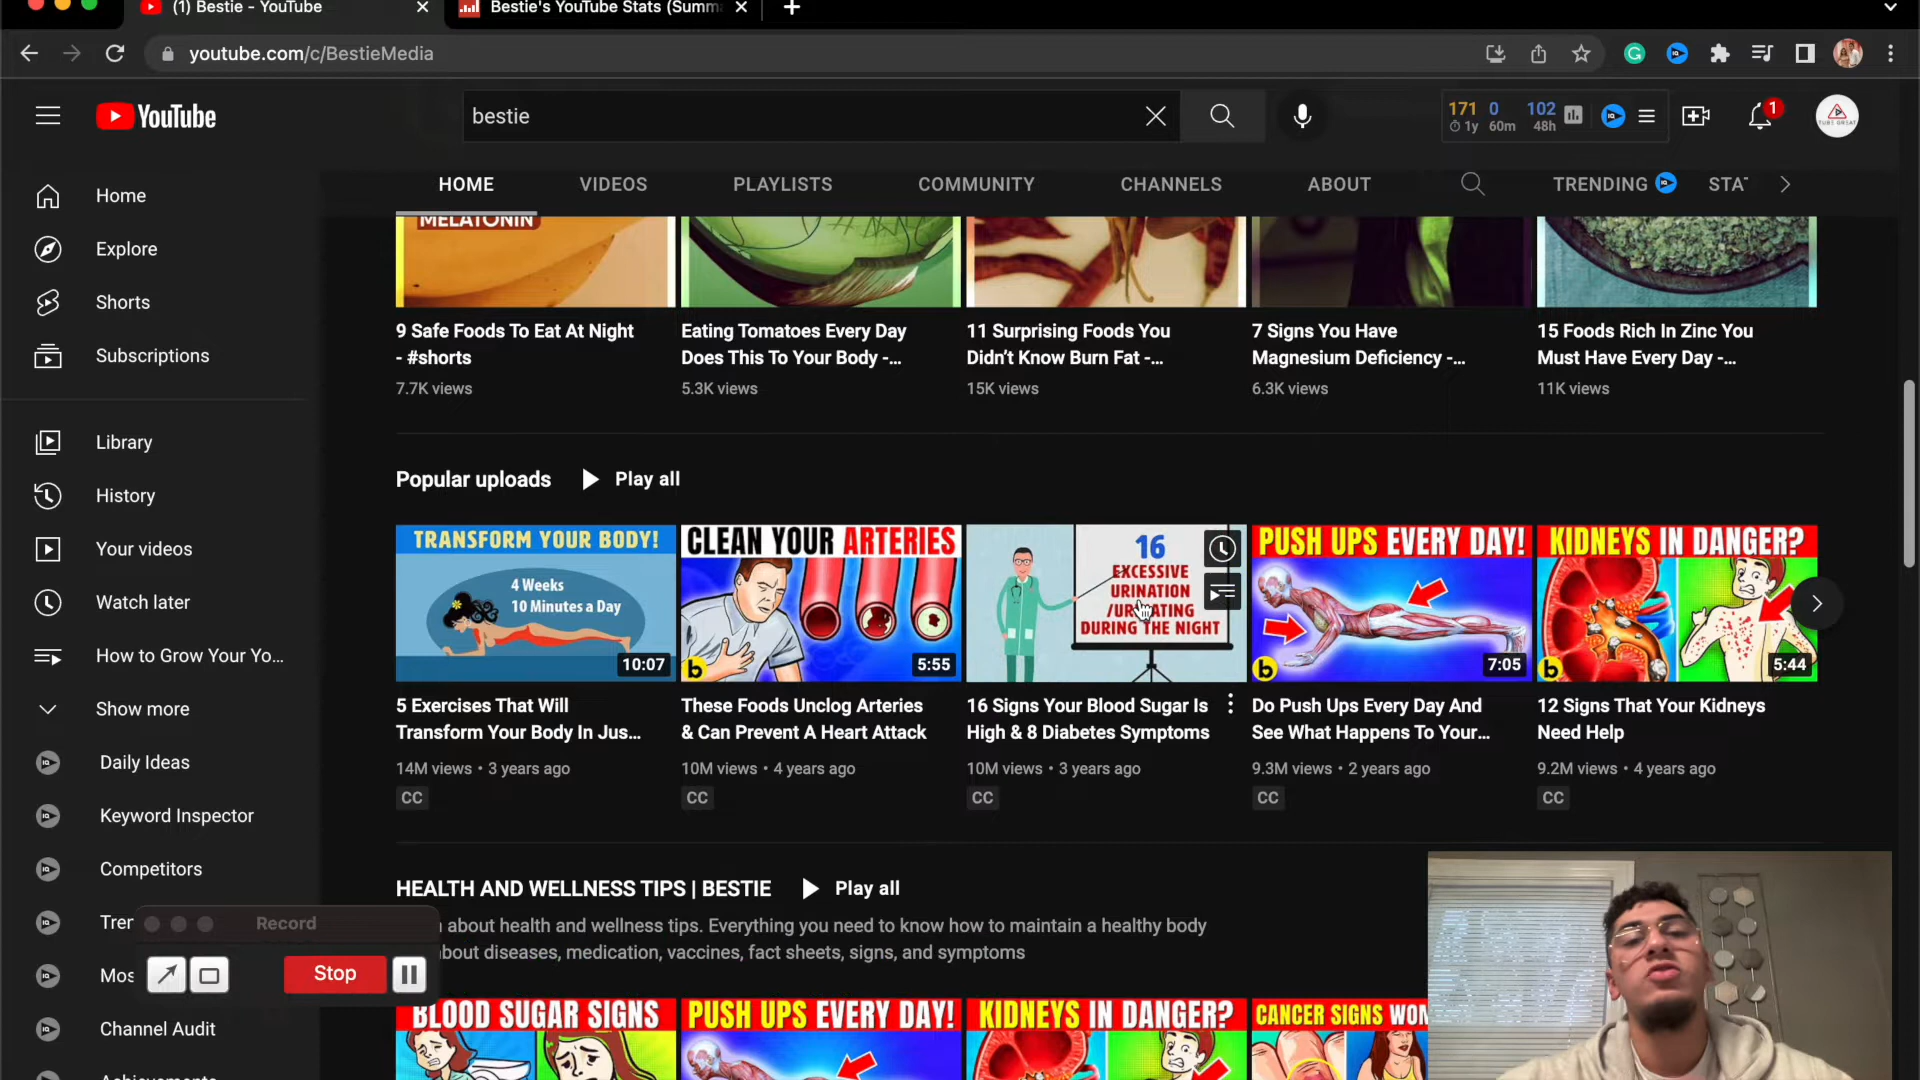 (1) Bestie - YouTube
Bestie's YouTube Stats (Summ
youtube.com/c/BestieMedia
YouTube
bestie
171 0 102
1y 60m 48h
1
HOME VIDEOS PLAYLISTS COMMUNITY CHANNELS ABOUT TRENDING STAT
Home
Explore
Shorts
Subscriptions
Library
History
Your videos
Watch later
How to Grow Your Yo...
Show more
Daily Ideas
Keyword Inspector
Competitors
Tren
Mos
Channel Audit
Achievements
MELATONIN
9 Safe Foods To Eat At Night
- #shorts
7.7K views
Eating Tomatoes Every Day
Does This To Your Body -...
5.3K views
11 Surprising Foods You
Didn't Know Burn Fat -...
15K views
7 Signs You Have
Magnesium Deficiency -...
6.3K views
15 Foods Rich In Zinc You
Must Have Every Day -...
11K views
Popular uploads Play all
TRANSFORM YOUR BODY!
4 Weeks
10 Minutes a Day
10:07
5 Exercises That Will
Transform Your Body In Jus...
14M views • 3 years ago
CC
CLEAN YOUR ARTERIES
b
5:55
These Foods Unclog Arteries
& Can Prevent A Heart Attack
10M views • 4 years ago
CC
16
EXCESSIVE
URINATION
/URINATING
DURING THE NIGHT
16 Signs Your Blood Sugar Is
High & 8 Diabetes Symptoms
10M views • 3 years ago
CC
PUSH UPS EVERY DAY!
b
7:05
Do Push Ups Every Day And
See What Happens To Your...
9.3M views • 2 years ago
CC
KIDNEYS IN DANGER?
b
5:44
12 Signs That Your Kidneys
Need Help
9.2M views • 4 years ago
CC
HEALTH AND WELLNESS TIPS | BESTIE Play all
about health and wellness tips. Everything you need to know how to maintain a healthy body
bout diseases, medication, vaccines, fact sheets, signs, and symptoms
Record
Stop
BLOOD SUGAR SIGNS
PUSH UPS EVERY DAY!
KIDNEYS IN DANGER?
CANCER SIGNS WOM